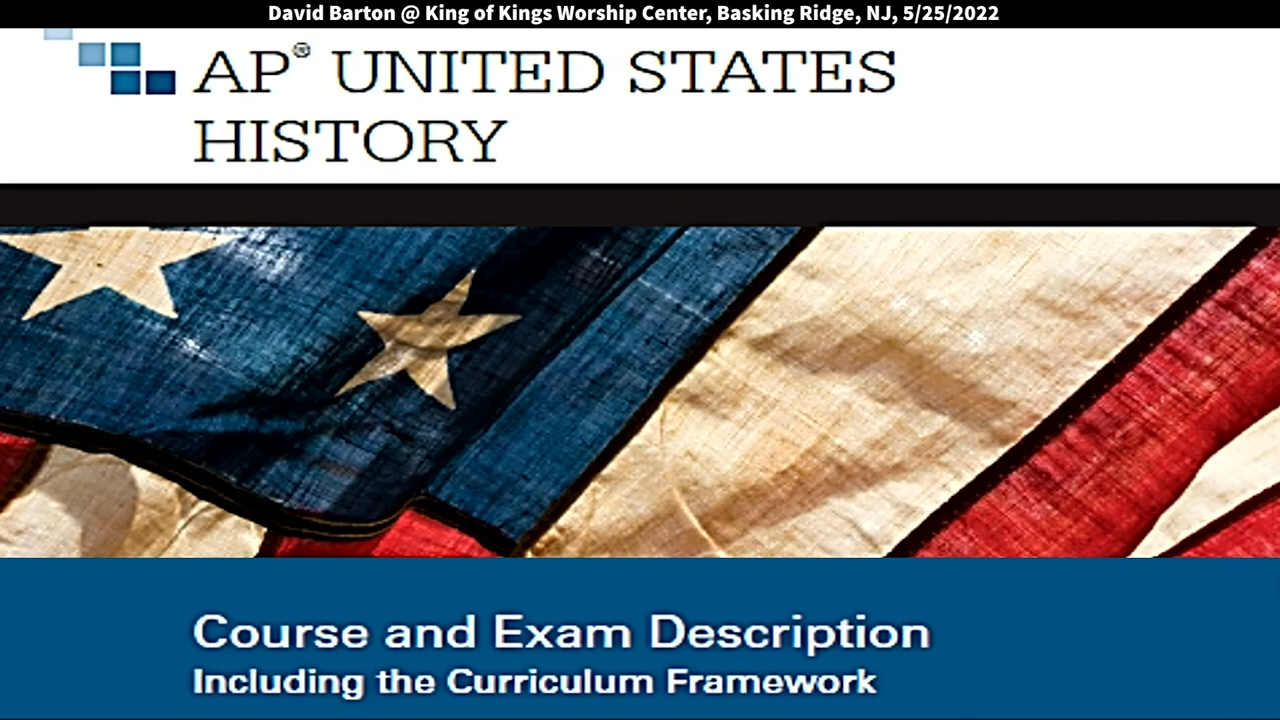 David Barton @ King of Kings Worship Center, Basking Ridge, NJ, 5/25/2022
AP® UNITED STATES
HISTORY
Course and Exam Description
Including the Curriculum Framework